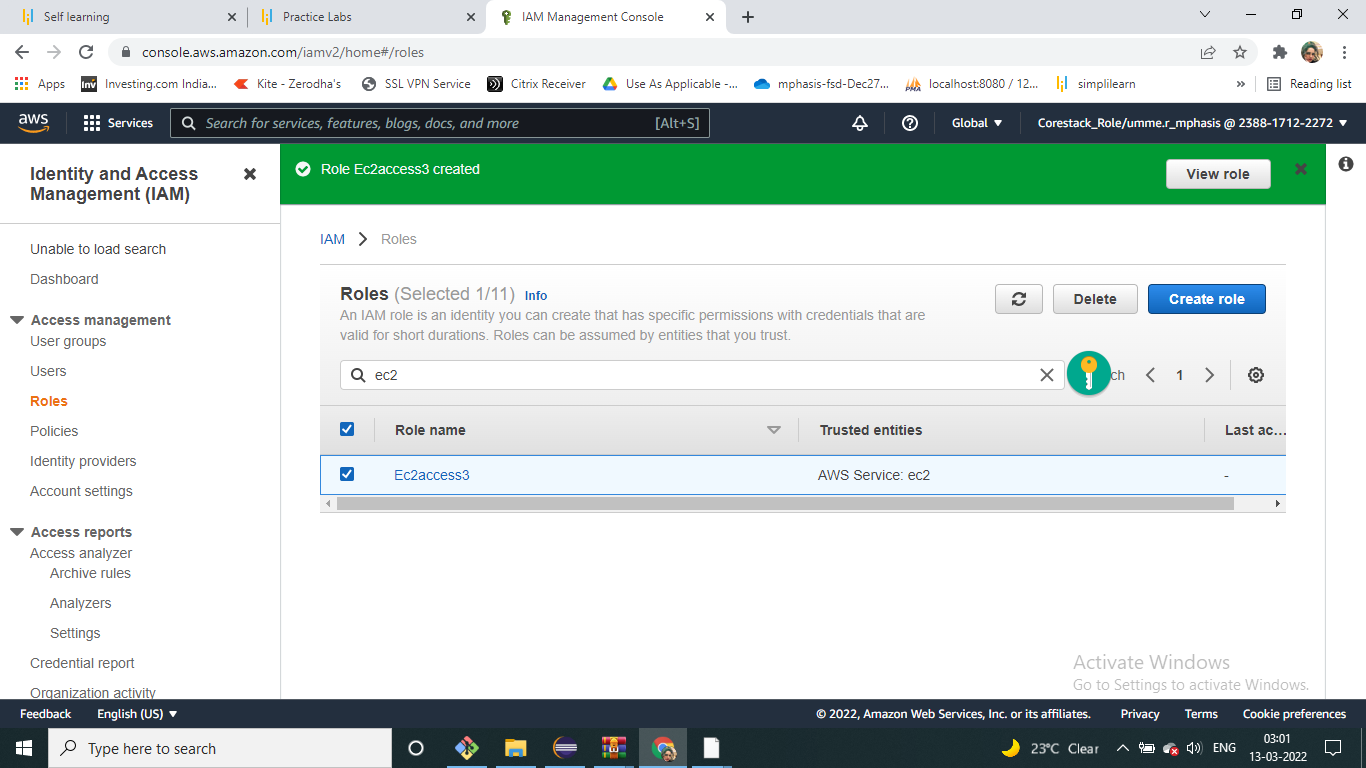 Self learning
Practice Labs
IAM Management Console
console.aws.amazon.com/iamv2/home#/roles
Apps
inv Investing.com India...
Kite - Zerodha's
SSL VPN Service
Citrix Receiver
Use As Applicable -...
mphasis-fsd-Dec27...
localhost:8080 / 12...
simplilearn
»
Reading list
aws
Services
Search for services, features, blogs, docs, and more [Alt+S]
Global
Corestack_Role/umme.r_mphasis @ 2388-1712-2272
Identity and Access
Management (IAM)
Unable to load search
Dashboard
Access management
User groups
Users
Roles
Policies
Identity providers
Account settings
Access reports
Access analyzer
Archive rules
Analyzers
Settings
Credential report
Organization activity
Role Ec2access3 created
View role
IAM > Roles
Roles (Selected 1/11) Info
Delete
Create role
An IAM role is an identity you can create that has specific permissions with credentials that are
valid for short durations. Roles can be assumed by entities that you trust.
ec2
ch
1
Role name
Trusted entities
Last ac...
Ec2access3
AWS Service: ec2
-
Activate Windows
Go to Settings to activate Windows.
Feedback
English (US)
© 2022, Amazon Web Services, Inc. or its affiliates.
Privacy
Terms
Cookie preferences
Type here to search
23°C Clear
ENG
03:01
13-03-2022